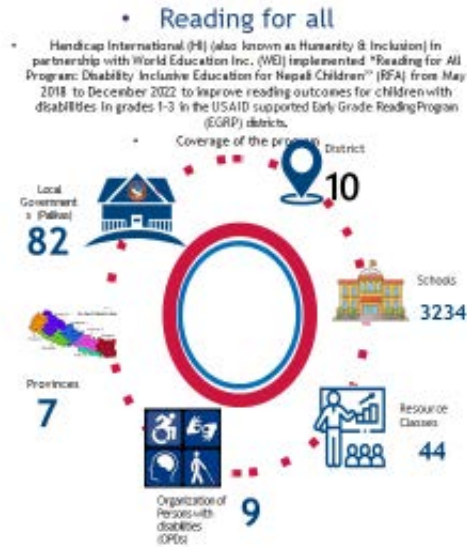 • Reading for all
• Handicap International (HI) (also known as Humanity & Inclusion) in
partnership with World Education Inc. (WEI) implemented "Reading for All
Program: Disability Inclusive Education for Nepali Children" (RFA) from May
2018 to December 2022 to improve reading outcomes for children with
disabilities in grades 1-3 in the USAID supported Early Grade Reading Program
(EGRP) districts.
• Coverage of the program
District
10
Local
Government
s (Palikas)
82
Schools
3234
Provinces
7
Resource
Classes
44
Organization of
Persons with
disabilities
(OPDs)
9